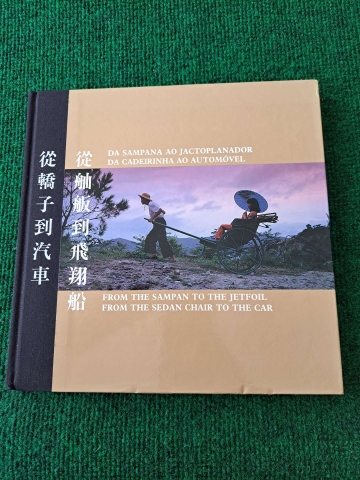 從舢舨到飛翔船
從轎子到汽車
DA SAMPANA AO JACTOPLANADOR
DA CADEIRINHA AO AUTOMÓVEL
FROM THE SAMPAN TO THE JETFOIL
FROM THE SEDAN CHAIR TO THE CAR